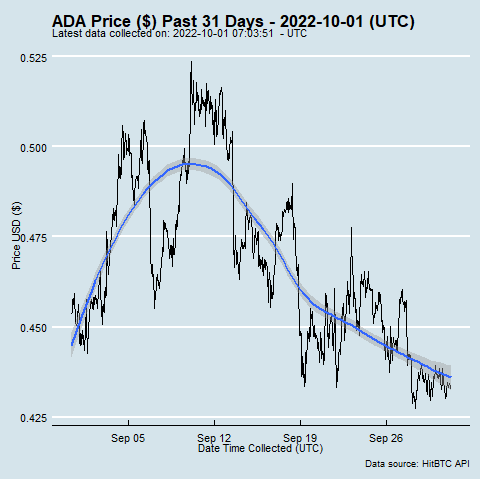 ADA Price ($) Past 31 Days - 2022-10-01 (UTC)
Latest data collected on: 2022-10-01 07:03:51 - UTC
0.525
0.500
0.475
0.450
0.425
Price USD ($)
Sep 05
Sep 12
Sep 19
Sep 26
Date Time Collected (UTC)
Data source: HitBTC API